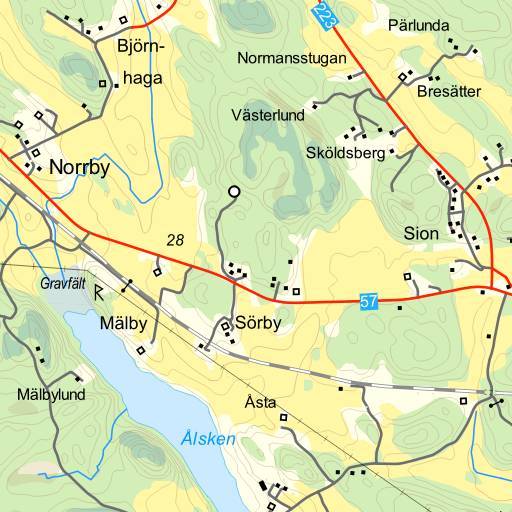 223
Pärlunda
Björn-
haga
Normansstugan
Bresätter
Västerlund
Sköldsberg
Norrby
Sion
28
Gravfält
R
57
Mälby
Sörby
Mälbylund
Åsta
Ålsken